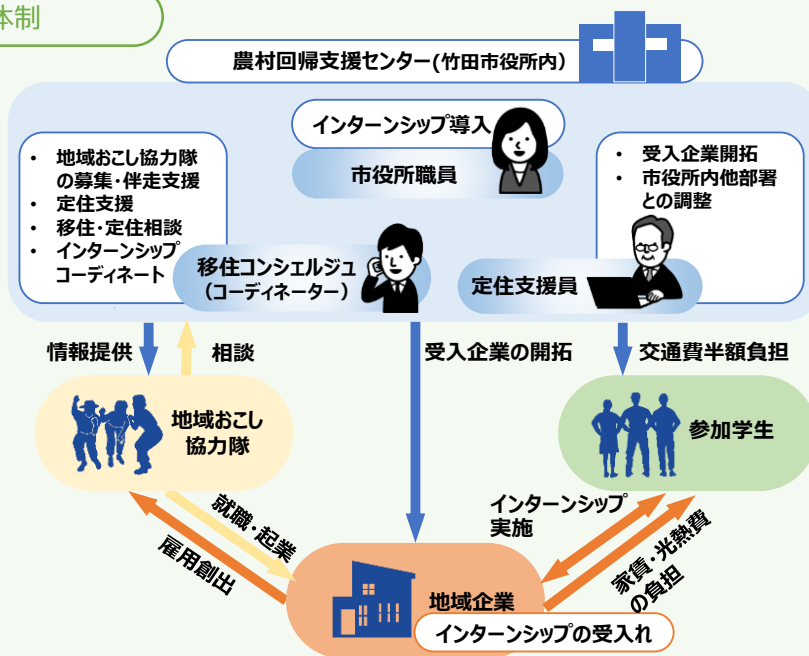 体制
農村回帰支援センター(竹田市役所内)
インターンシップ導入
市役所職員
・ 地域おこし協力隊
の募集・伴走支援
・ 定住支援
・ 移住・定住相談
・ インターンシップ
コーディネート
・ 受入企業開拓
・ 市役所内他部署
との調整
移住コンシェルジュ
(コーディネーター)
定住支援員
情報提供
相談
受入企業の開拓
交通費半額負担
地域おこし
協力隊
参加学生
就職・起業
雇用創出
インターンシップ
実施
家賃・光熱費
の負担
地域企業
インターンシップの受入れ